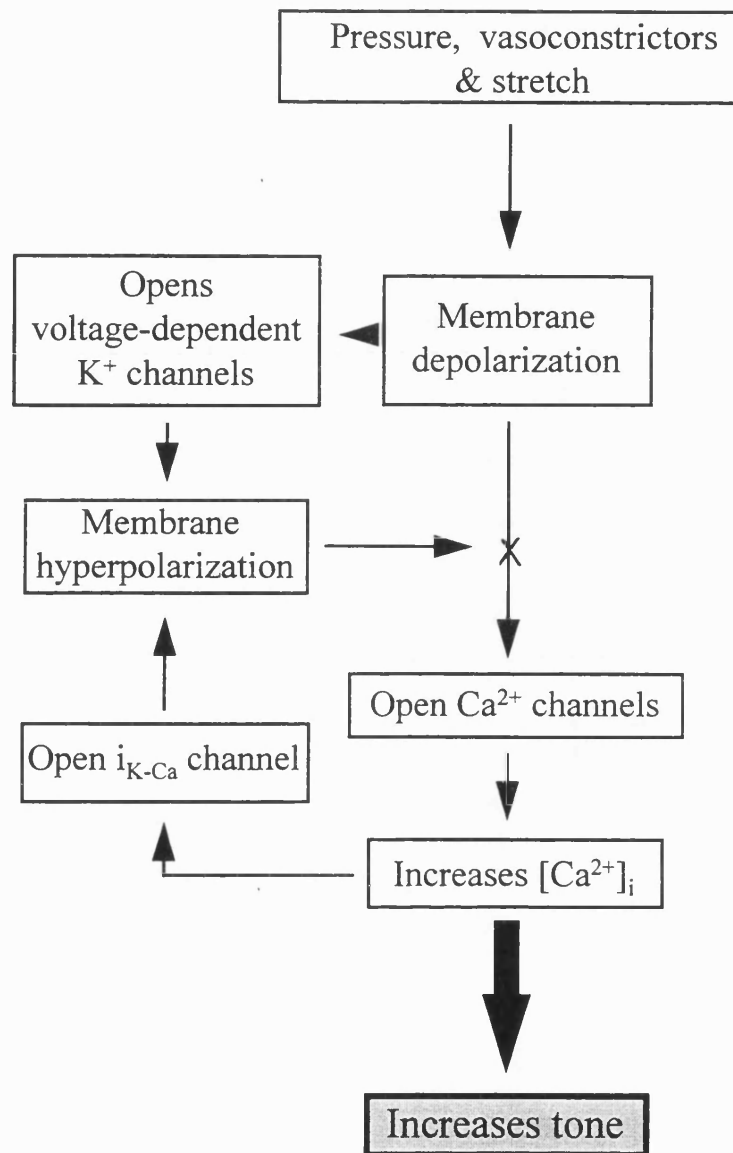 Pressure, vasoconstrictors
& stretch
Opens
voltage-dependent
K⁺ channels
Membrane
depolarization
Membrane
hyperpolarization
X
Open Ca²⁺ channels
Open i_K-Ca channel
Increases [Ca²⁺]ᵢ
Increases tone